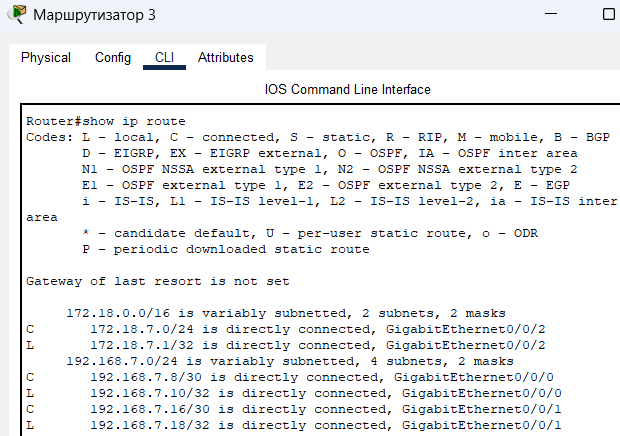 Маршрутизатор 3
Physical Config CLI Attributes
IOS Command Line Interface
Router#show ip route
Codes: L - local, C - connected, S - static, R - RIP, M - mobile, B - BGP
D - EIGRP, EX - EIGRP external, O - OSPF, IA - OSPF inter area
N1 - OSPF NSSA external type 1, N2 - OSPF NSSA external type 2
E1 - OSPF external type 1, E2 - OSPF external type 2, E - EGP
i - IS-IS, L1 - IS-IS level-1, L2 - IS-IS level-2, ia - IS-IS inter
area
* - candidate default, U - per-user static route, o - ODR
P - periodic downloaded static route
Gateway of last resort is not set
172.18.0.0/16 is variably subnetted, 2 subnets, 2 masks
C 172.18.7.0/24 is directly connected, GigabitEthernet0/0/2
L 172.18.7.1/32 is directly connected, GigabitEthernet0/0/2
192.168.7.0/24 is variably subnetted, 4 subnets, 2 masks
C 192.168.7.8/30 is directly connected, GigabitEthernet0/0/0
L 192.168.7.10/32 is directly connected, GigabitEthernet0/0/0
C 192.168.7.16/30 is directly connected, GigabitEthernet0/0/1
L 192.168.7.18/32 is directly connected, GigabitEthernet0/0/1